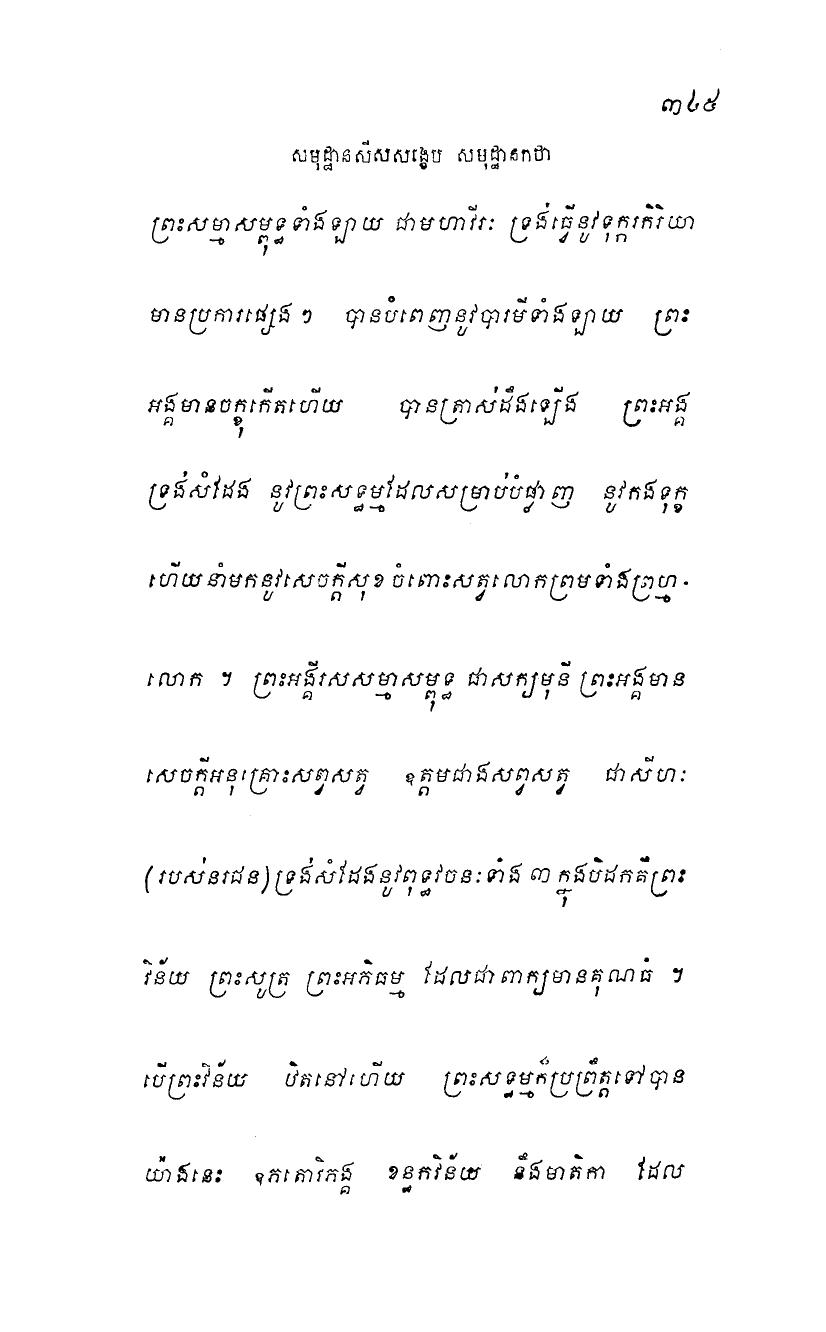 ៣៤៥
សមុដ្ឋានសីសសង្ខេប សមុដ្ឋានកថា
ព្រះសម្មាសម្ពុទ្ធទាំងឡាយ ជាមហាវីរៈ ទ្រង់ធ្វើនូវទុក្ករកិរិយា
មានប្រការផ្សេងៗ បានបំពេញនូវបារមីទាំងឡាយ ព្រះ
អង្គមានចក្ខុកើតហើយ បានត្រាស់ដឹងឡើង ព្រះអង្គ
ទ្រង់សំដែង នូវព្រះសទ្ធម្មដែលសម្រាប់បំផ្លាញ នូវកងទុក្ខ
ហើយនាំមកនូវសេចក្តីសុខ ចំពោះសត្វលោកព្រមទាំងព្រហ្ម-
លោក ។ ព្រះអង្គីរសសម្មាសម្ពុទ្ធ ជាសក្យមុនី ព្រះអង្គមាន
សេចក្តីអនុគ្រោះសព្វសត្វ ឧត្តមជាងសព្វសត្វ ជាសីហៈ
(របស់នរជន) ទ្រង់សំដែងនូវពុទ្ធវចនៈទាំង ៣ ក្នុងបិដកគឺព្រះ
វិន័យ ព្រះសូត្រ ព្រះអភិធម្ម ដែលជាពាក្យមានគុណធំ ។
បើព្រះវិន័យ ឋិតនៅហើយ ព្រះសទ្ធម្មក៏ប្រព្រឹត្តទៅបាន
យ៉ាងនេះ ឧភតោវិភង្គ ខន្ធកវិន័យ នឹងមាតិកា ដែល